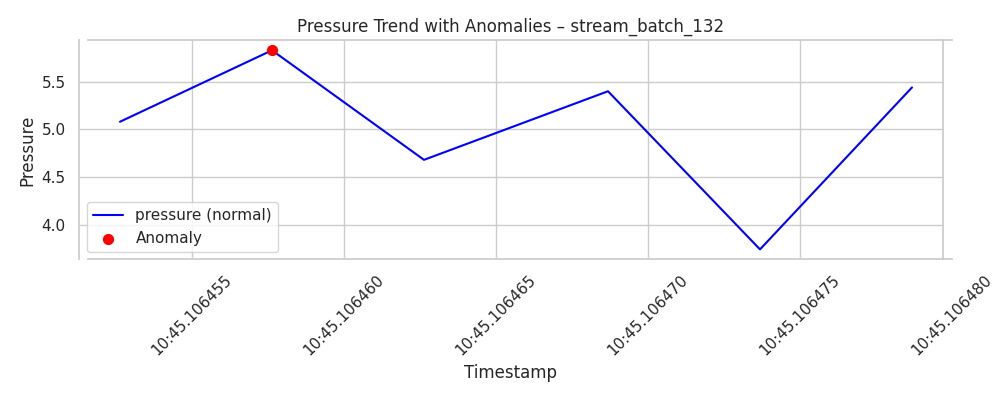 Pressure Trend with Anomalies – stream_batch_132
Pressure
5.5
5.0
4.5
4.0
pressure (normal)
Anomaly
10:45.106455
10:45.106460
10:45.106465
10:45.106470
10:45.106475
10:45.106480
Timestamp